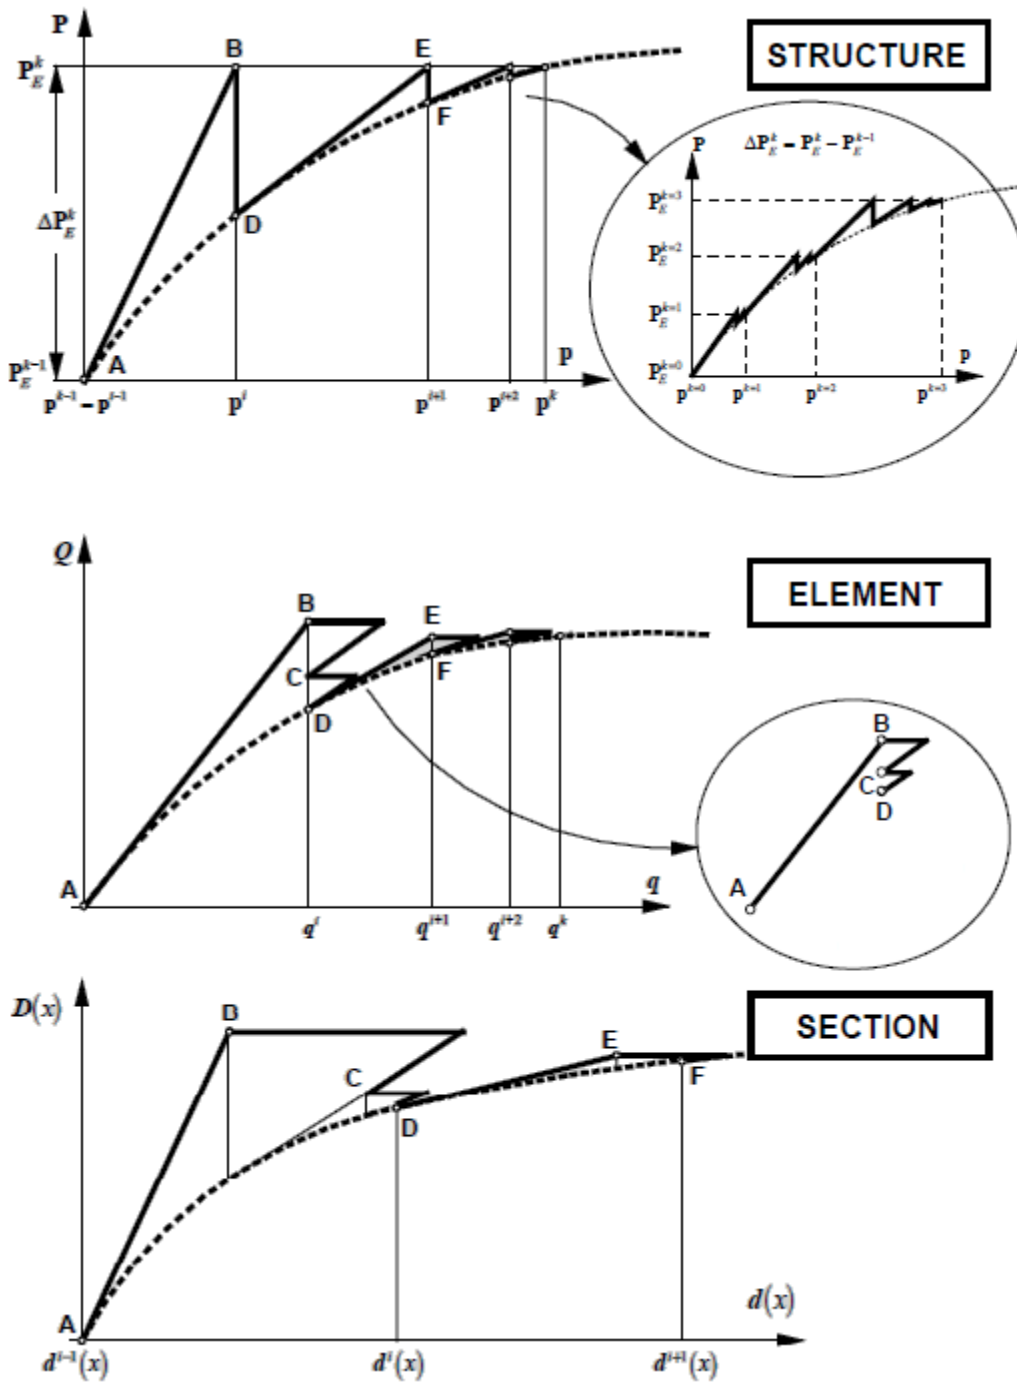 P
B
E
STRUCTURE
P_E^k
F
ΔP_E^k
D
P_E^{k-1}
A
p
p^{k-1} = p^{i-1}
p^i
p^{i+1}
p^{i+2}
p^k
P
ΔP_E^k = P_E^k − P_E^{k-1}
P_E^{k=3}
P_E^{k=2}
P_E^{k=1}
P_E^{k=0}
p
p^{k=0}
p^{k=1}
p^{k=2}
p^{k=3}
Q
ELEMENT
B
E
C
F
D
A
q
q^i
q^{i+1}
q^{i+2}
q^k
B
C
D
A
D(x)
SECTION
B
E
C
F
D
A
d(x)
d^{i-1}(x)
d^i(x)
d^{i+1}(x)